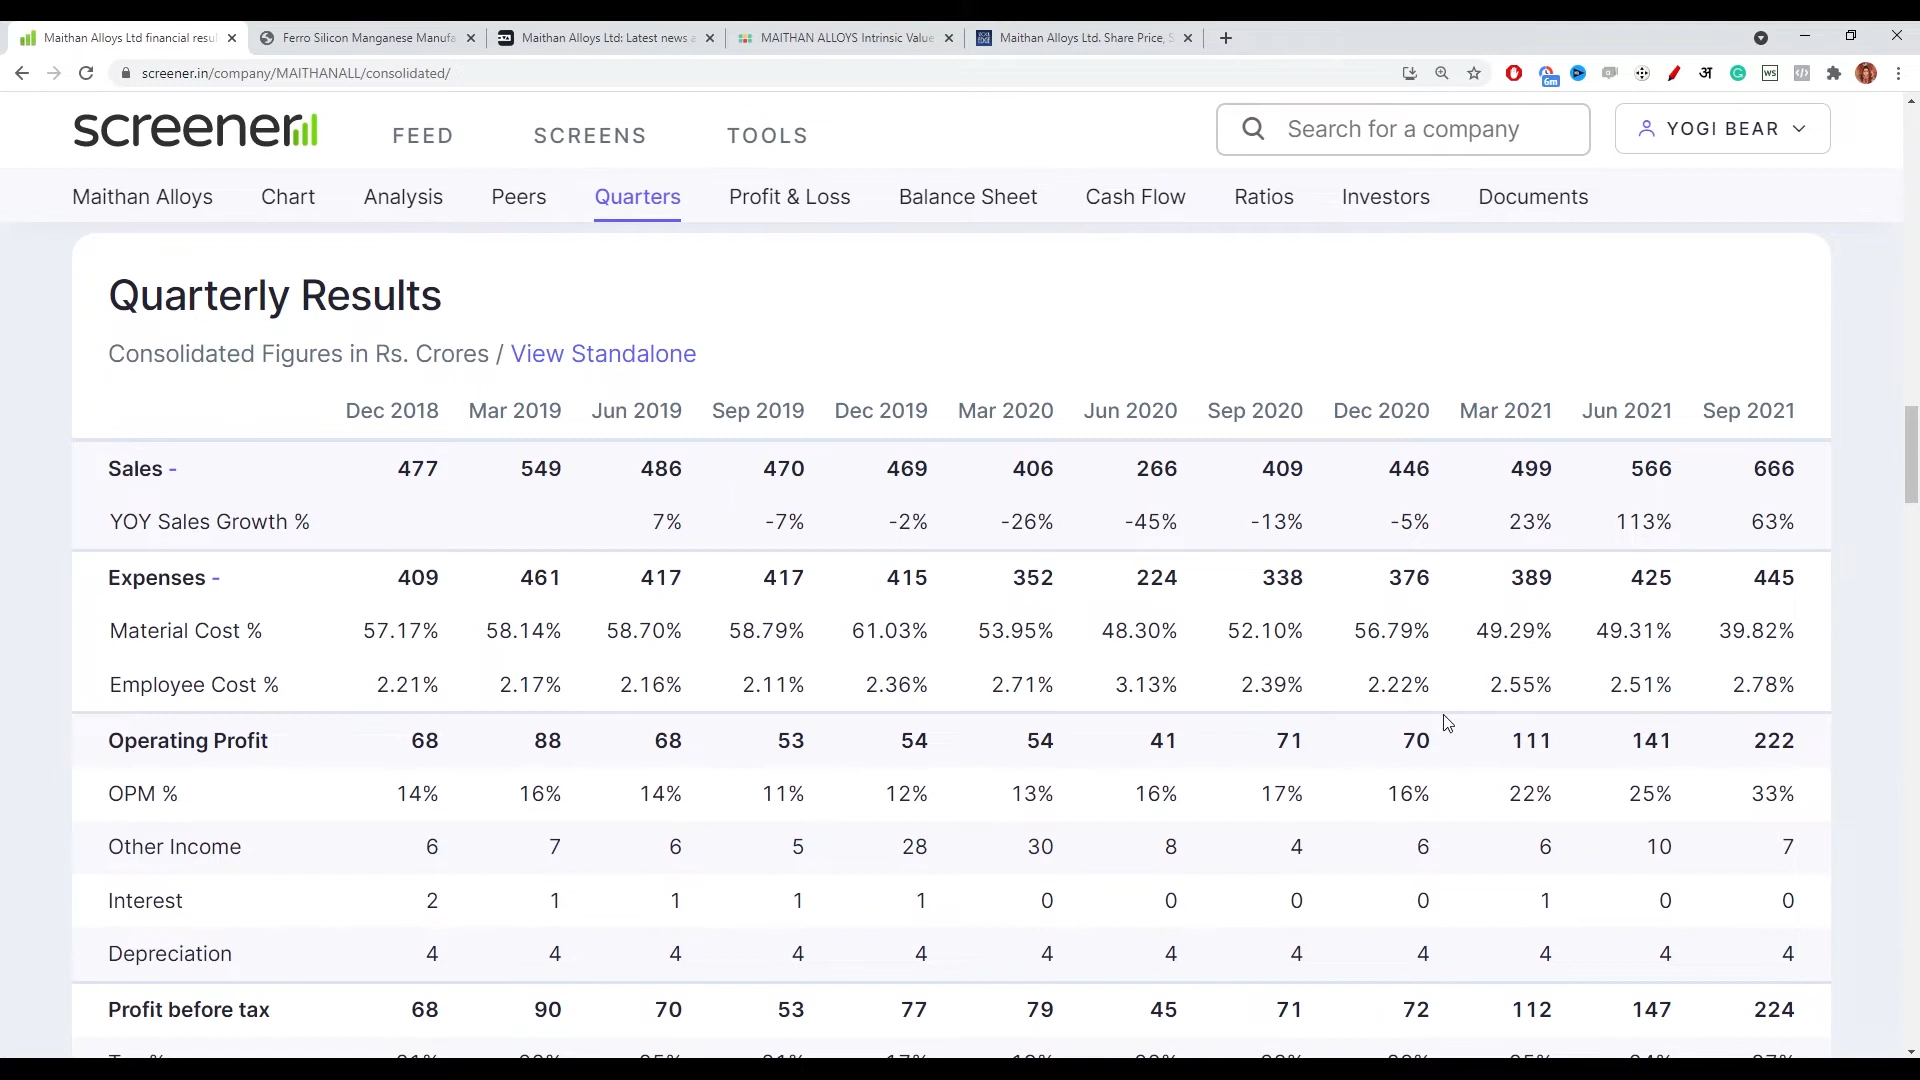 Maithan Alloys Ltd financial resul
Ferro Silicon Manganese Manufa
Maithan Alloys Ltd: Latest news a
MAITHAN ALLOYS Intrinsic Value
Maithan Alloys Ltd. Share Price, S
screener.in/company/MAITHANALL/consolidated/
6m
अ
WS
screener
FEED
SCREENS
TOOLS
Search for a company
YOGI BEAR
Maithan Alloys Chart Analysis Peers Quarters Profit & Loss Balance Sheet Cash Flow Ratios Investors Documents
Quarterly Results
Consolidated Figures in Rs. Crores / View Standalone
Dec 2018 Mar 2019 Jun 2019 Sep 2019 Dec 2019 Mar 2020 Jun 2020 Sep 2020 Dec 2020 Mar 2021 Jun 2021 Sep 2021
Sales - 477 549 486 470 469 406 266 409 446 499 566 666
YOY Sales Growth % 7% -7% -2% -26% -45% -13% -5% 23% 113% 63%
Expenses - 409 461 417 417 415 352 224 338 376 389 425 445
Material Cost % 57.17% 58.14% 58.70% 58.79% 61.03% 53.95% 48.30% 52.10% 56.79% 49.29% 49.31% 39.82%
Employee Cost % 2.21% 2.17% 2.16% 2.11% 2.36% 2.71% 3.13% 2.39% 2.22% 2.55% 2.51% 2.78%
Operating Profit 68 88 68 53 54 54 41 71 70 111 141 222
OPM % 14% 16% 14% 11% 12% 13% 16% 17% 16% 22% 25% 33%
Other Income 6 7 6 5 28 30 8 4 6 6 10 7
Interest 2 1 1 1 1 0 0 0 0 1 0 0
Depreciation 4 4 4 4 4 4 4 4 4 4 4 4
Profit before tax 68 90 70 53 77 79 45 71 72 112 147 224